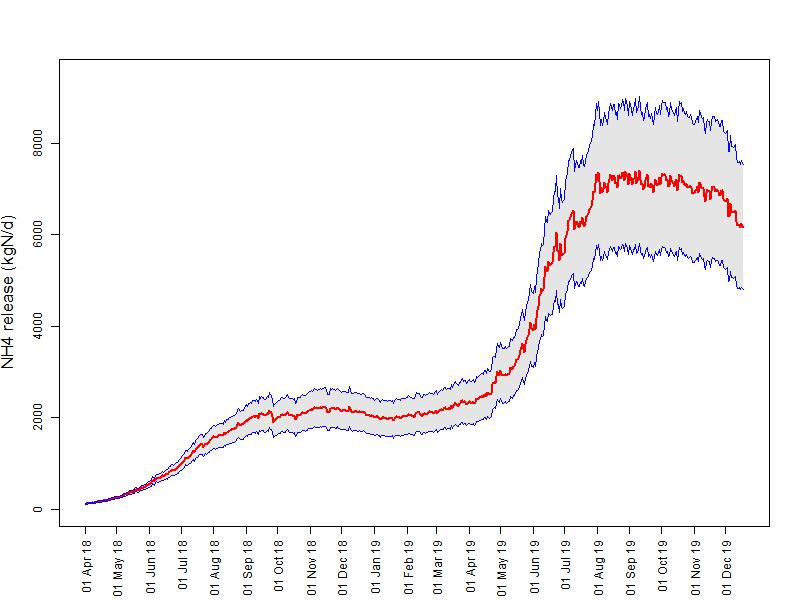 NH4 release (kgN/d)
8000
6000
4000
2000
0
01 Apr 18
01 May 18
01 Jun 18
01 Jul 18
01 Aug 18
01 Sep 18
01 Oct 18
01 Nov 18
01 Dec 18
01 Jan 19
01 Feb 19
01 Mar 19
01 Apr 19
01 May 19
01 Jun 19
01 Jul 19
01 Aug 19
01 Sep 19
01 Oct 19
01 Nov 19
01 Dec 19